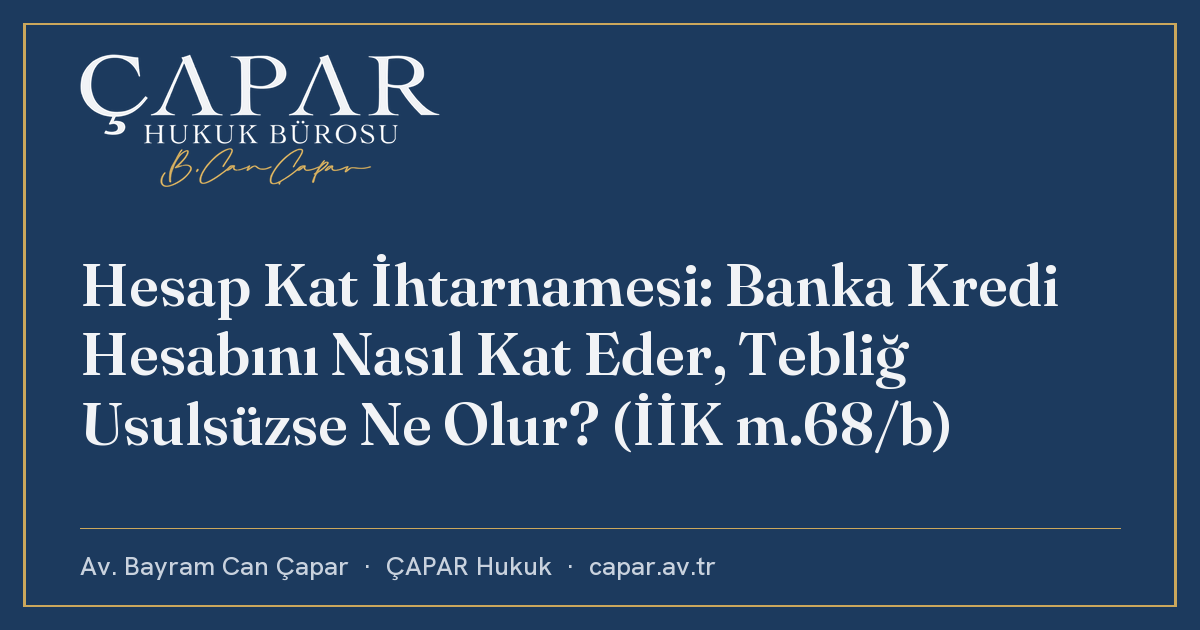 ÇAPAR
HUKUK BÜROSU
B.Can Çapar
Hesap Kat İhtarnamesi: Banka Kredi
Hesabını Nasıl Kat Eder, Tebliğ
Usulsüzse Ne Olur? (İİK m.68/b)
Av. Bayram Can Çapar · ÇAPAR Hukuk · capar.av.tr